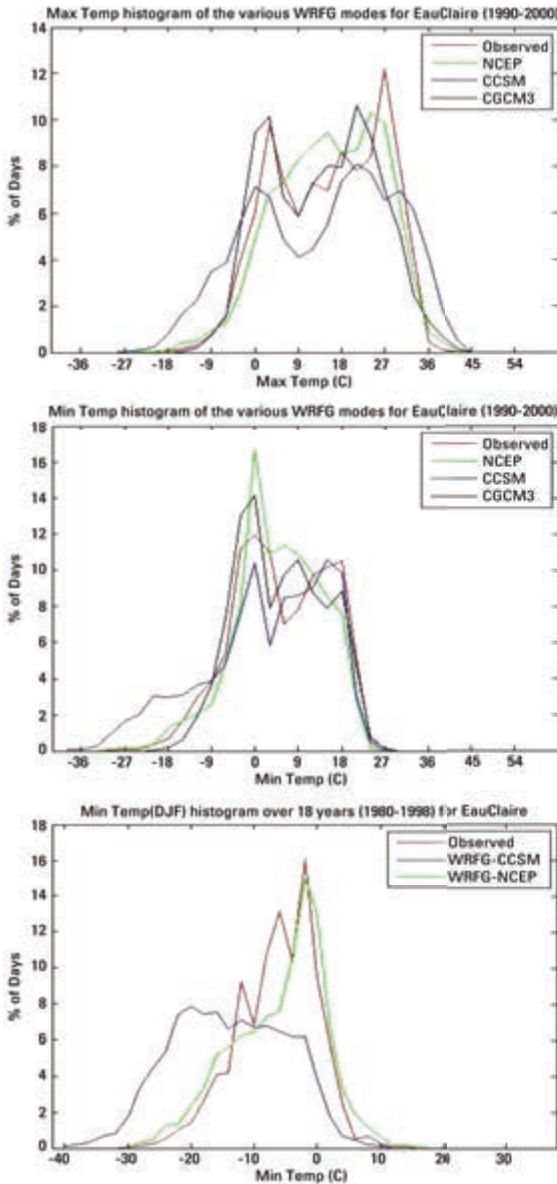 Max Temp histogram of the various WRFG modes for EauClaire (1990-2000)
14
12
10
8
6
4
2
0
% of Days
Observed
NCEP
CCSM
CGCM3
-36 -27 -18 -9 0 9 18 27 36 45 54
Max Temp (C)
Min Temp histogram of the various WRFG modes for EauClaire (1990-2000)
18
16
14
12
10
8
6
4
2
0
% of Days
Observed
NCEP
CCSM
CGCM3
-36 -27 -18 -9 0 9 18 27 36 45 54
Min Temp (C)
Min Temp(DJF) histogram over 18 years (1980-1998) for EauClaire
18
16
14
12
10
8
6
4
2
0
% of Days
Observed
WRFG-CCSM
WRFG-NCEP
-40 -30 -20 -10 0 10 20 30
Min Temp (C)